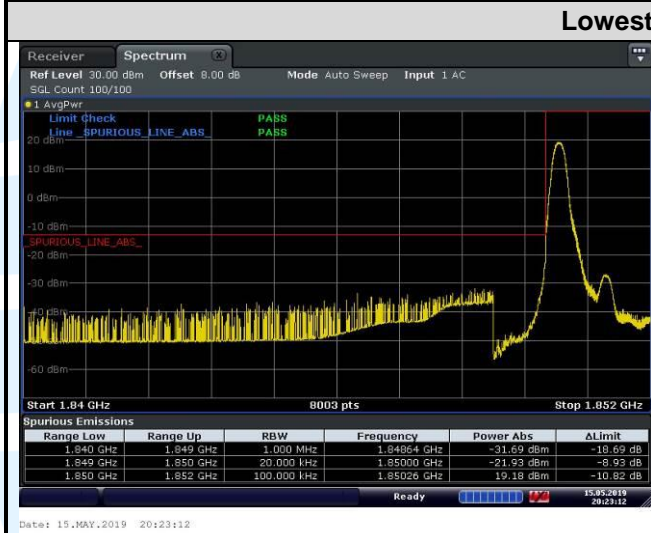 Lowest
Receiver Spectrum
Ref Level 30.00 dBm Offset 8.00 dB Mode Auto Sweep Input 1 AC
SGL Count 100/100
1 AvgPwr
Limit Check PASS
Line _SPURIOUS_LINE_ABS_ PASS
20 dBm
10 dBm
0 dBm
-10 dBm
_SPURIOUS_LINE_ABS_
-20 dBm
-30 dBm
-40 dBm
-60 dBm
Start 1.84 GHz 8003 pts Stop 1.852 GHz
Spurious Emissions
Range Low Range Up RBW Frequency Power Abs ΔLimit
1.840 GHz 1.849 GHz 1.000 MHz 1.84864 GHz -31.69 dBm -18.69 dB
1.849 GHz 1.850 GHz 20.000 kHz 1.85000 GHz -21.93 dBm -8.93 dB
1.850 GHz 1.852 GHz 100.000 kHz 1.85026 GHz 19.18 dBm -10.82 dB
Ready 15.05.2019
20:23:12
Date: 15.MAY.2019 20:23:12